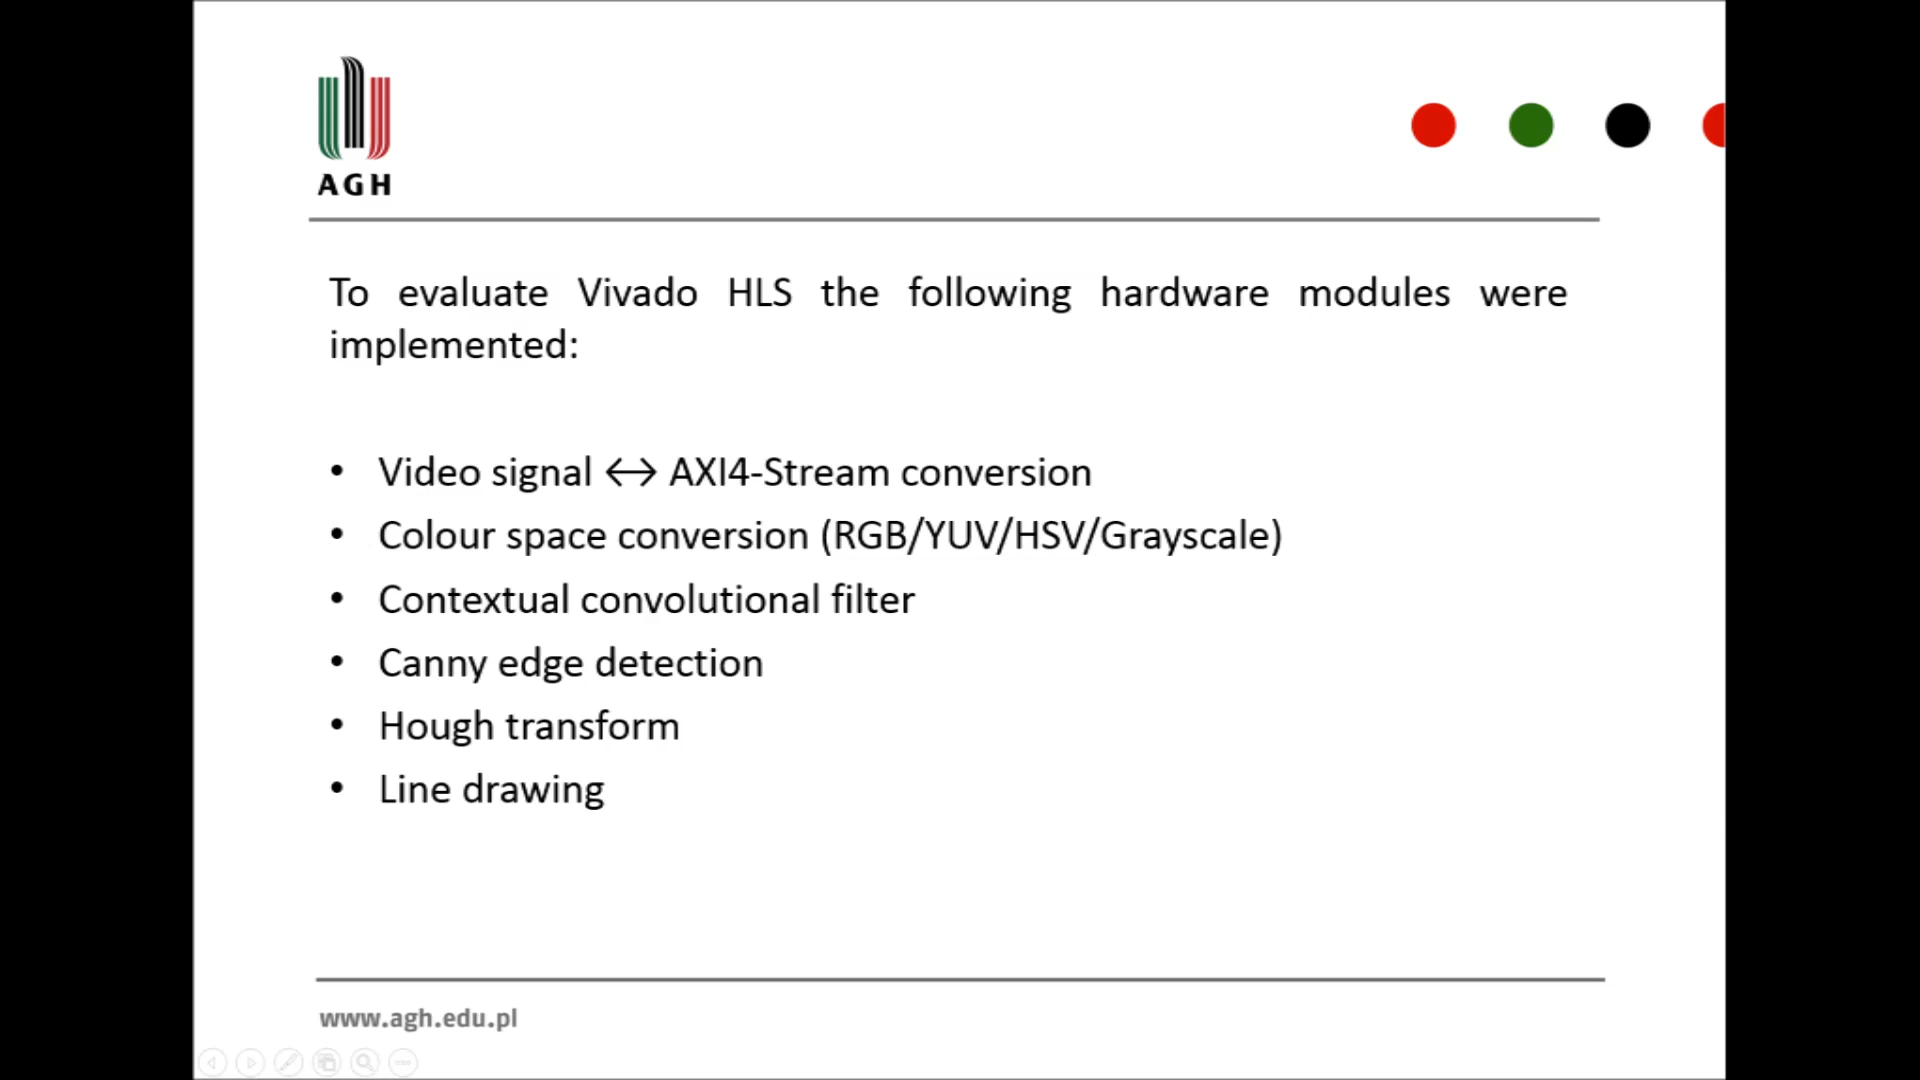 AGH
To evaluate Vivado HLS the following hardware modules were
implemented:
• Video signal ↔ AXI4-Stream conversion
• Colour space conversion (RGB/YUV/HSV/Grayscale)
• Contextual convolutional filter
• Canny edge detection
• Hough transform
• Line drawing
www.agh.edu.pl